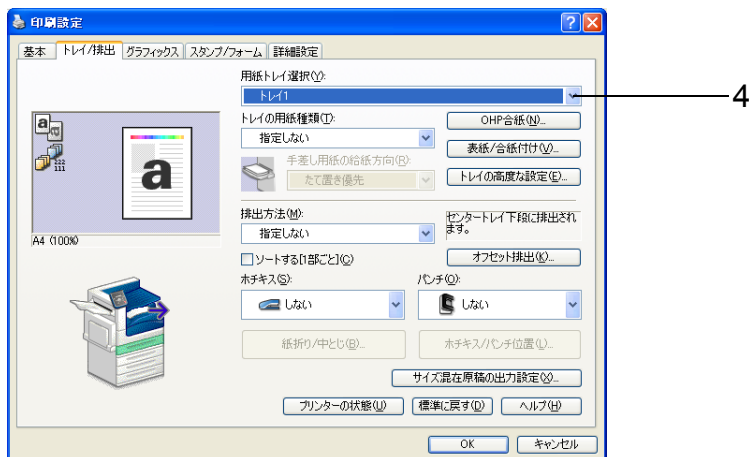 印刷設定
基本 トレイ/排出 グラフィックス スタンプ/フォーム 詳細設定
用紙トレイ選択(Y):
トレイ1
4
トレイの用紙種類(T):
指定しない
OHP合紙(N)...
表紙/合紙付け(V)...
手差し用紙の給紙方向(R):
たて置き優先
トレイの高度な設定(E)...
a
a
222
111
a
A4 (100%)
排出方法(M):
指定しない
センタートレイ下段に排出され
ます。
ソートする[1部ごと](C)
オフセット排出(K)...
ホチキス(S):
しない
パンチ(O):
しない
紙折り/中とじ(B)...
ホチキス/パンチ位置(L)...
サイズ混在原稿の出力設定(X)...
プリンターの状態(U) 標準に戻す(D) ヘルプ(H)
OK キャンセル